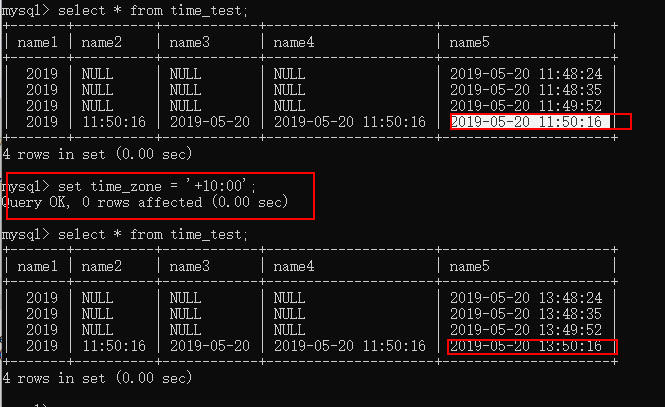 mysql> select * from time_test;
+-------+----------+------------+---------------------+---------------------+
| name1 | name2    | name3      | name4               | name5               |
+-------+----------+------------+---------------------+---------------------+
|  2019 | NULL     | NULL       | NULL                | 2019-05-20 11:48:24 |
|  2019 | NULL     | NULL       | NULL                | 2019-05-20 11:48:35 |
|  2019 | NULL     | NULL       | NULL                | 2019-05-20 11:49:52 |
|  2019 | 11:50:16 | 2019-05-20 | 2019-05-20 11:50:16 | 2019-05-20 11:50:16 |
+-------+----------+------------+---------------------+---------------------+
4 rows in set (0.00 sec)
mysql> set time_zone = '+10:00';
Query OK, 0 rows affected (0.00 sec)
mysql> select * from time_test;
+-------+----------+------------+---------------------+---------------------+
| name1 | name2    | name3      | name4               | name5               |
+-------+----------+------------+---------------------+---------------------+
|  2019 | NULL     | NULL       | NULL                | 2019-05-20 13:48:24 |
|  2019 | NULL     | NULL       | NULL                | 2019-05-20 13:48:35 |
|  2019 | NULL     | NULL       | NULL                | 2019-05-20 13:49:52 |
|  2019 | 11:50:16 | 2019-05-20 | 2019-05-20 11:50:16 | 2019-05-20 13:50:16 |
+-------+----------+------------+---------------------+---------------------+
4 rows in set (0.00 sec)